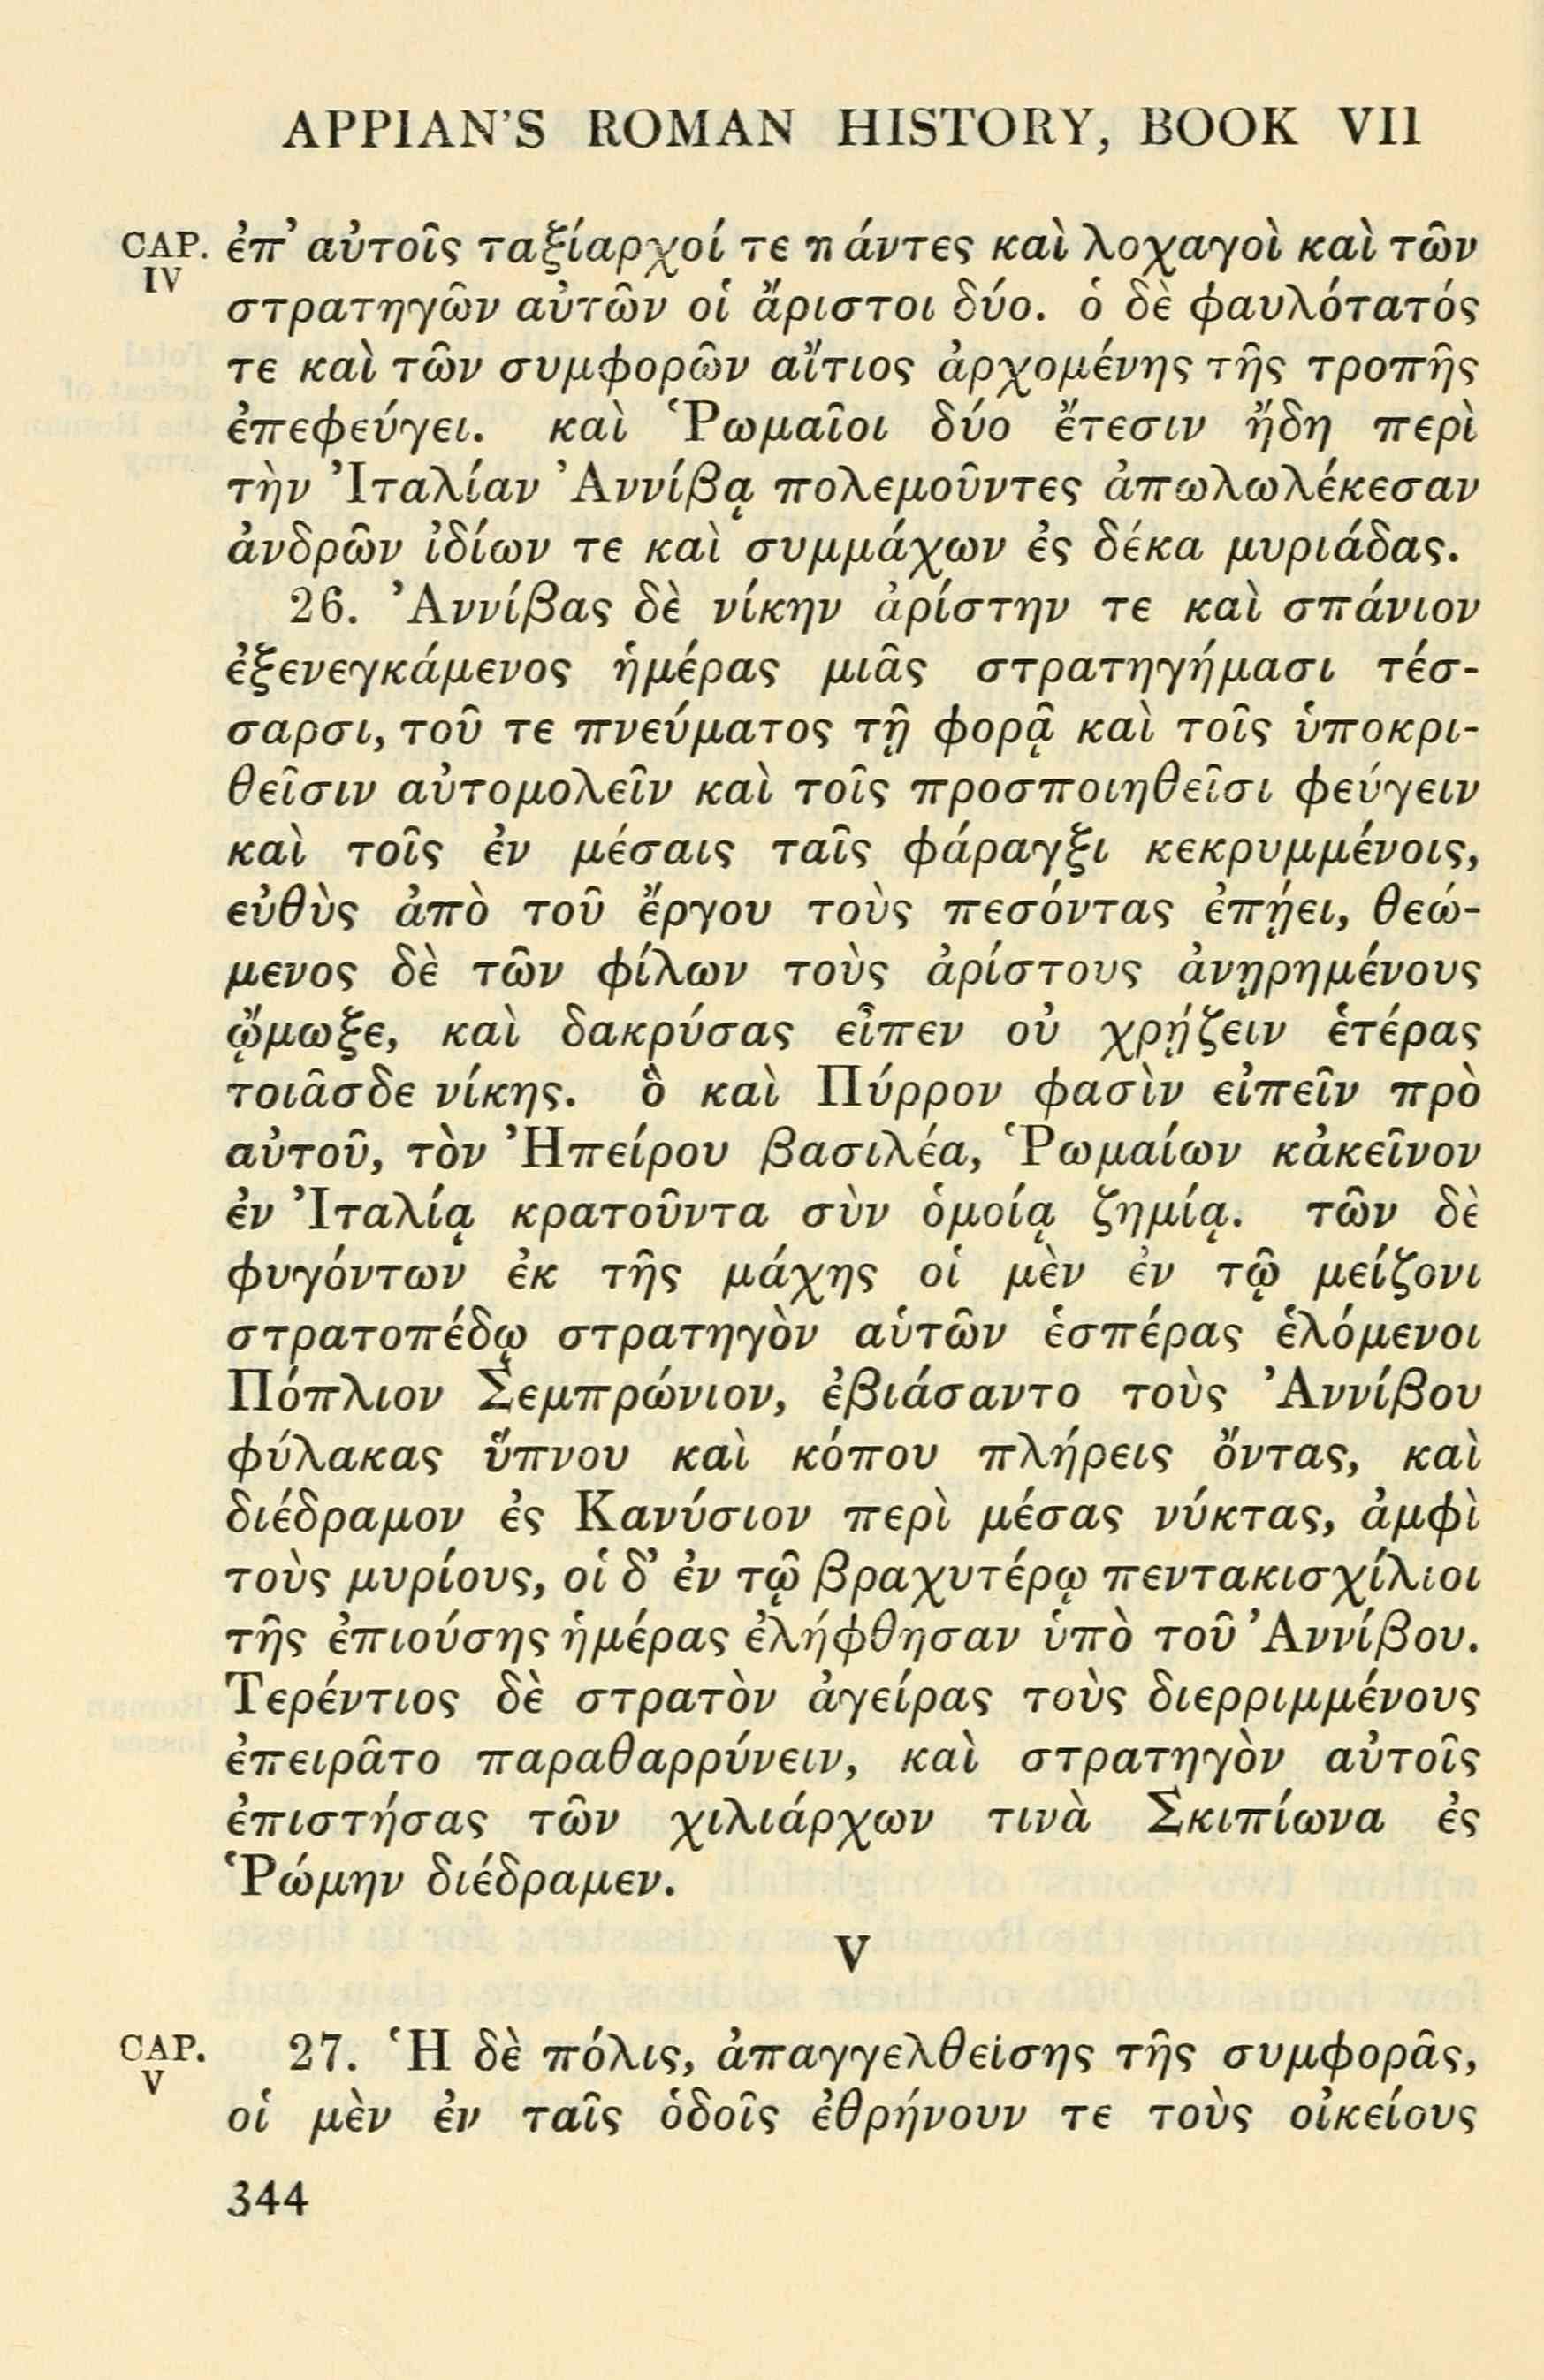 APPIAN'S ROMAN HISTORY, BOOK VII
CAP. IV ἐπ' αὐτοῖς ταξίαρχοί τε πάντες καὶ λοχαγοὶ καὶ τῶν
στρατηγῶν αὐτῶν οἱ ἄριστοι δύο. ὁ δὲ φαυλότατός
τε καὶ τῶν συμφορῶν αἴτιος ἀρχομένης τῆς τροπῆς
ἐπεφεύγει. καὶ Ῥωμαῖοι δύο ἔτεσιν ἤδη περὶ
τὴν Ἰταλίαν Ἀννίβᾳ πολεμοῦντες ἀπωλωλέκεσαν
ἀνδρῶν ἰδίων τε καὶ συμμάχων ἐς δέκα μυριάδας.
26. Ἀννίβας δὲ νίκην ἀρίστην τε καὶ σπάνιον
ἐξενεγκάμενος ἡμέρας μιᾶς στρατηγήμασι τέσ-
σαρσι, τοῦ τε πνεύματος τῇ φορᾷ καὶ τοῖς ὑποκρι-
θεῖσιν αὐτομολεῖν καὶ τοῖς προσποιηθεῖσι φεύγειν
καὶ τοῖς ἐν μέσαις ταῖς φάραγξι κεκρυμμένοις,
εὐθὺς ἀπὸ τοῦ ἔργου τοὺς πεσόντας ἐπῄει, θεώ-
μενος δὲ τῶν φίλων τοὺς ἀρίστους ἀνῃρημένους
ᾤμωξε, καὶ δακρύσας εἶπεν οὐ χρῄζειν ἑτέρας
τοιᾶσδε νίκης. ὃ καὶ Πύρρον φασὶν εἰπεῖν πρὸ
αὐτοῦ, τὸν Ἠπείρου βασιλέα, Ῥωμαίων κἀκεῖνον
ἐν Ἰταλίᾳ κρατοῦντα σὺν ὁμοίᾳ ζημίᾳ. τῶν δὲ
φυγόντων ἐκ τῆς μάχης οἱ μὲν ἐν τῷ μείζονι
στρατοπέδῳ στρατηγὸν αὑτῶν ἑσπέρας ἑλόμενοι
Πόπλιον Σεμπρώνιον, ἐβιάσαντο τοὺς Ἀννίβου
φύλακας ὕπνου καὶ κόπου πλήρεις ὄντας, καὶ
διέδραμον ἐς Κανύσιον περὶ μέσας νύκτας, ἀμφὶ
τοὺς μυρίους, οἱ δ' ἐν τῷ βραχυτέρῳ πεντακισχίλιοι
τῆς ἐπιούσης ἡμέρας ἐλήφθησαν ὑπὸ τοῦ Ἀννίβου.
Τερέντιος δὲ στρατὸν ἀγείρας τοὺς διερριμμένους
ἐπειρᾶτο παραθαρρύνειν, καὶ στρατηγὸν αὐτοῖς
ἐπιστήσας τῶν χιλιάρχων τινὰ Σκιπίωνα ἐς
Ῥώμην διέδραμεν.
V
CAP. V 27. Ἡ δὲ πόλις, ἀπαγγελθείσης τῆς συμφορᾶς,
οἱ μὲν ἐν ταῖς ὁδοῖς ἐθρήνουν τε τοὺς οἰκείους
344